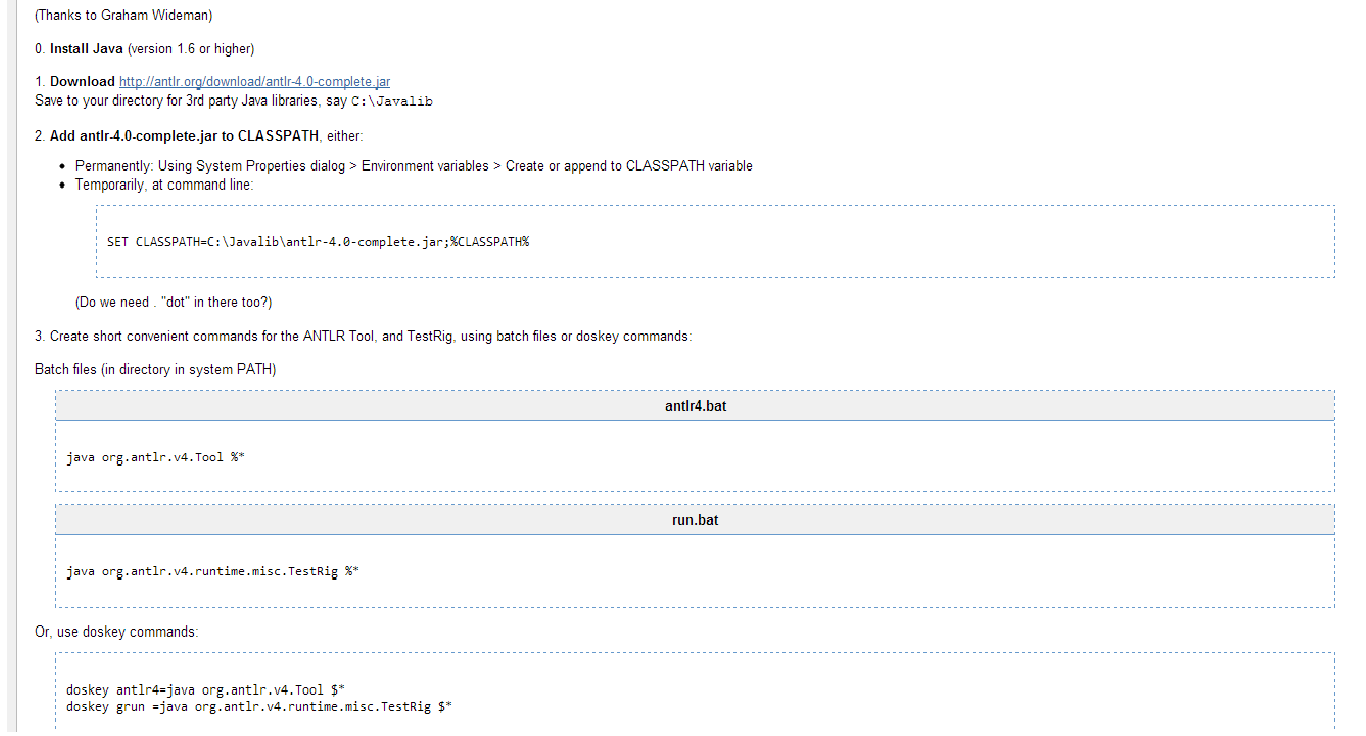 (Thanks to Graham Wideman)
0. Install Java (version 1.6 or higher)
1. Download http://antlr.org/download/antlr-4.0-complete.jar
Save to your directory for 3rd party Java libraries, say C:\Javalib
2. Add antlr-4.0-complete.jar to CLASSPATH, either:
• Permanently: Using System Properties dialog > Environment variables > Create or append to CLASSPATH variable
• Temporarily, at command line:
SET CLASSPATH=C:\Javalib\antlr-4.0-complete.jar;%CLASSPATH%
(Do we need . "dot" in there too?)
3. Create short convenient commands for the ANTLR Tool, and TestRig, using batch files or doskey commands:
Batch files (in directory in system PATH)
antlr4.bat
java org.antlr.v4.Tool %*
run.bat
java org.antlr.v4.runtime.misc.TestRig %*
Or, use doskey commands:
doskey antlr4=java org.antlr.v4.Tool $*
doskey grun =java org.antlr.v4.runtime.misc.TestRig $*